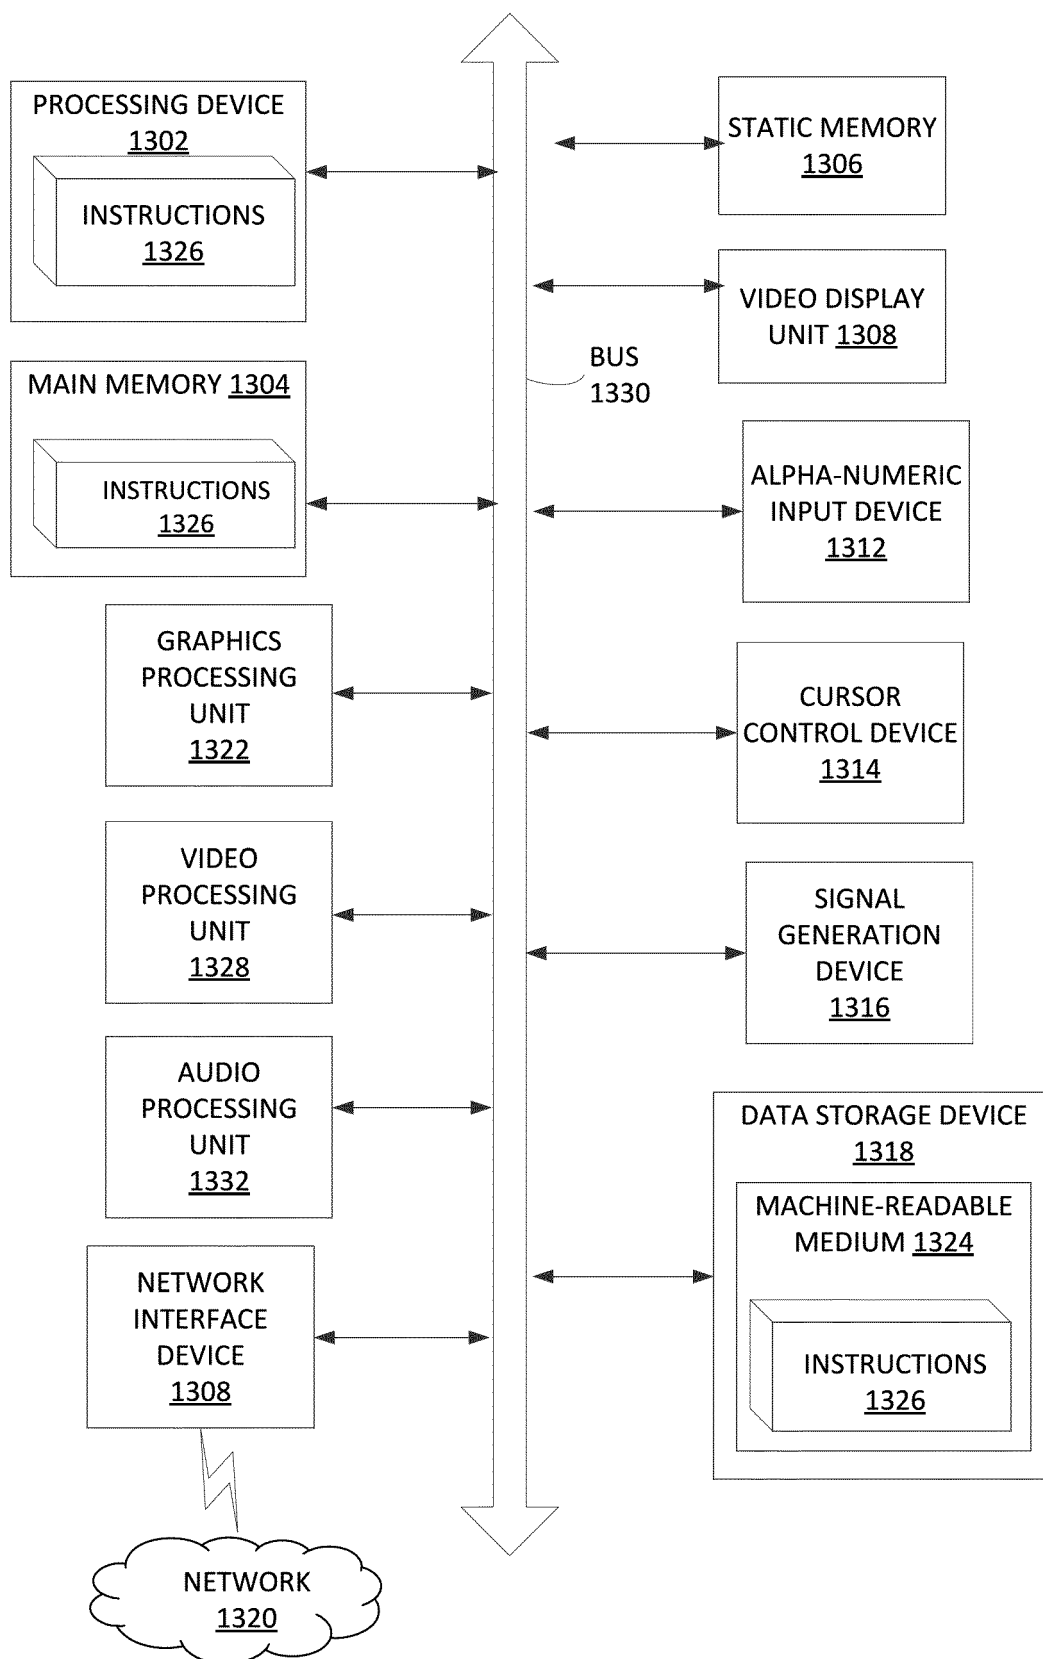 PROCESSING DEVICE
1302
INSTRUCTIONS
1326
MAIN MEMORY 1304
INSTRUCTIONS
1326
GRAPHICS
PROCESSING
UNIT
1322
VIDEO
PROCESSING
UNIT
1328
AUDIO
PROCESSING
UNIT
1332
NETWORK
INTERFACE
DEVICE
1308
NETWORK
1320
BUS
1330
STATIC MEMORY
1306
VIDEO DISPLAY
UNIT 1308
ALPHA-NUMERIC
INPUT DEVICE
1312
CURSOR
CONTROL DEVICE
1314
SIGNAL
GENERATION
DEVICE
1316
DATA STORAGE DEVICE
1318
MACHINE-READABLE
MEDIUM 1324
INSTRUCTIONS
1326